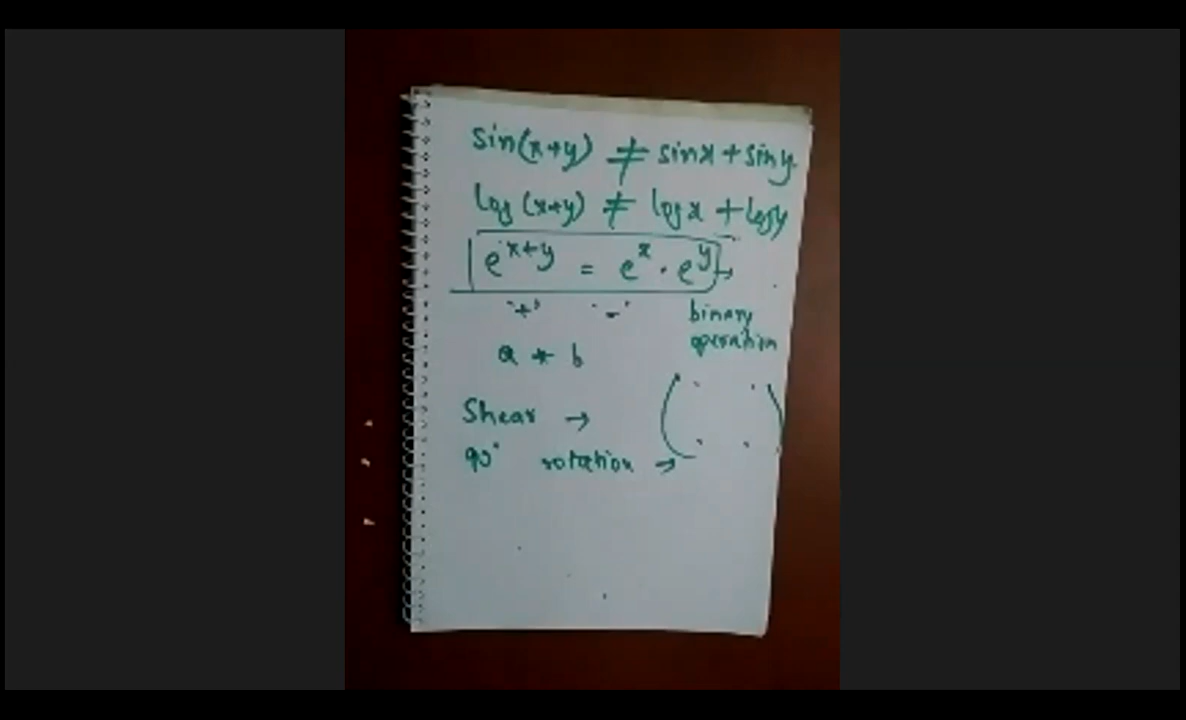 sin(x+y) ≠ sinx + siny
log (x+y) ≠ logx + logy
e^{x+y} = e^x . e^y →
"+" "."
binary
operation
a * b
Shear →
90° rotation →